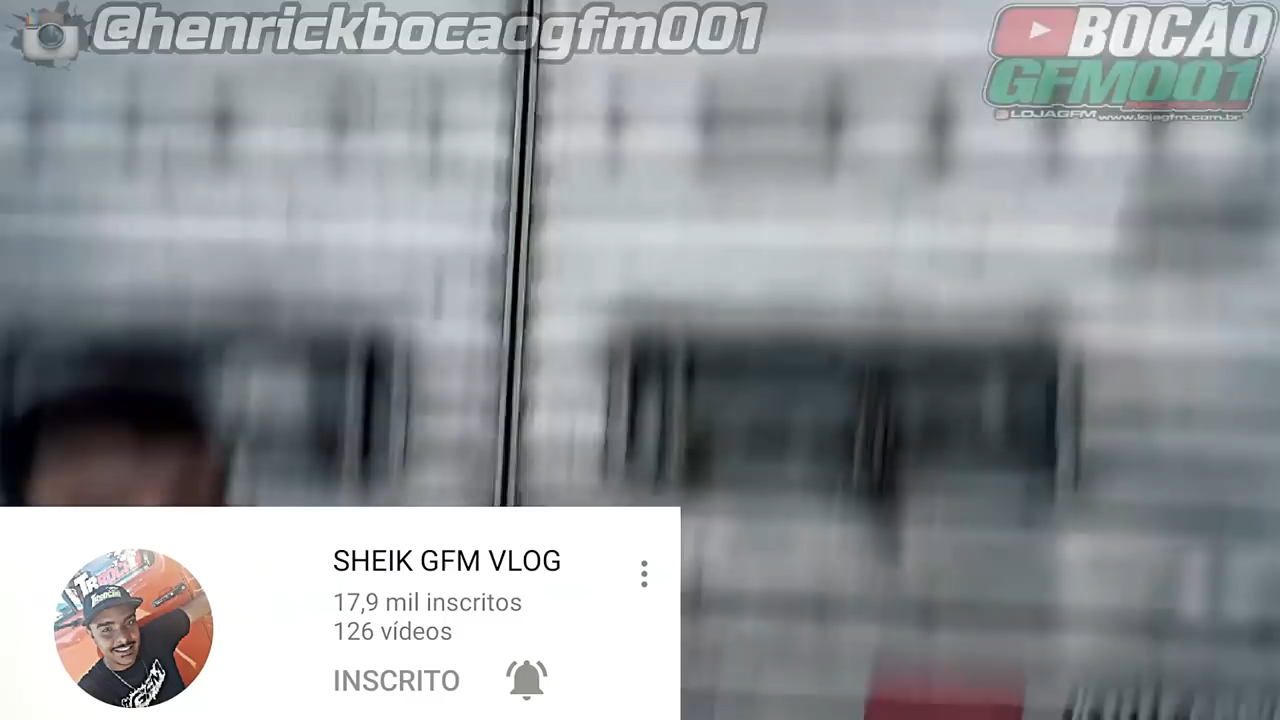 @henrickbocaogfm001
BOCÃO
GFM001
LOJAGFM www.lojagfm.com.br
SHEIK GFM VLOG
17,9 mil inscritos
126 vídeos
INSCRITO